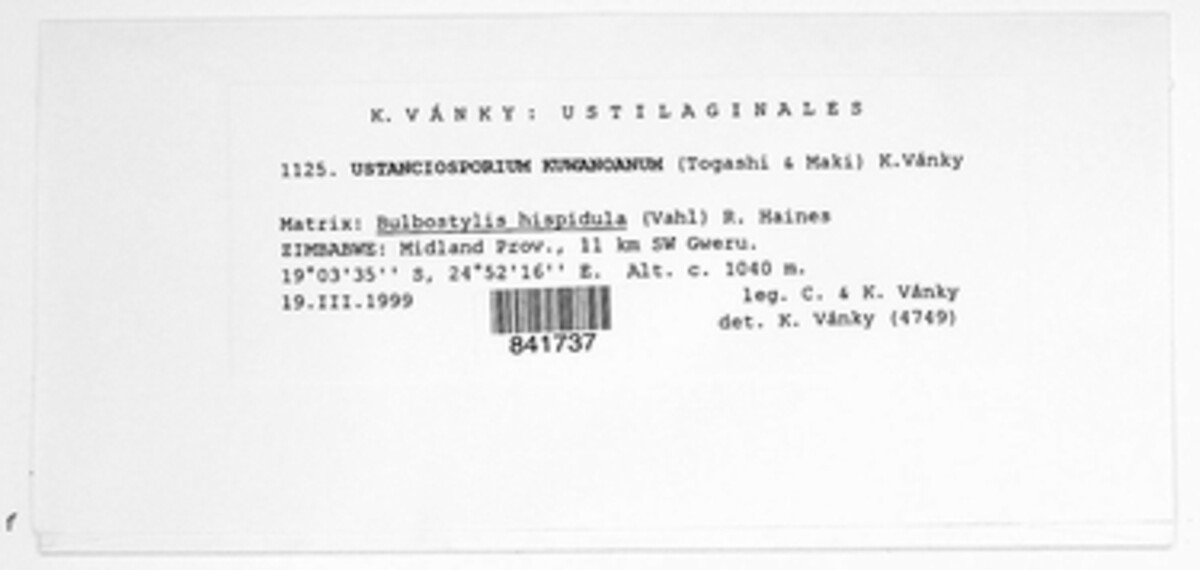 K. VÁNKY: USTILAGINALES
1125. USTANCIOSPORIUM KUWANOANUM (Togashi & Maki) K.Vánky
Matrix: Bulbostylis hispidula (Vahl) R. Haines
ZIMBABWE: Midland Prov., 11 km SW Gweru.
19°03'35'' S, 24°52'16'' E. Alt. c. 1040 m.
19.III.1999
leg. C. & K. Vánky
det. K. Vánky (4749)
841737